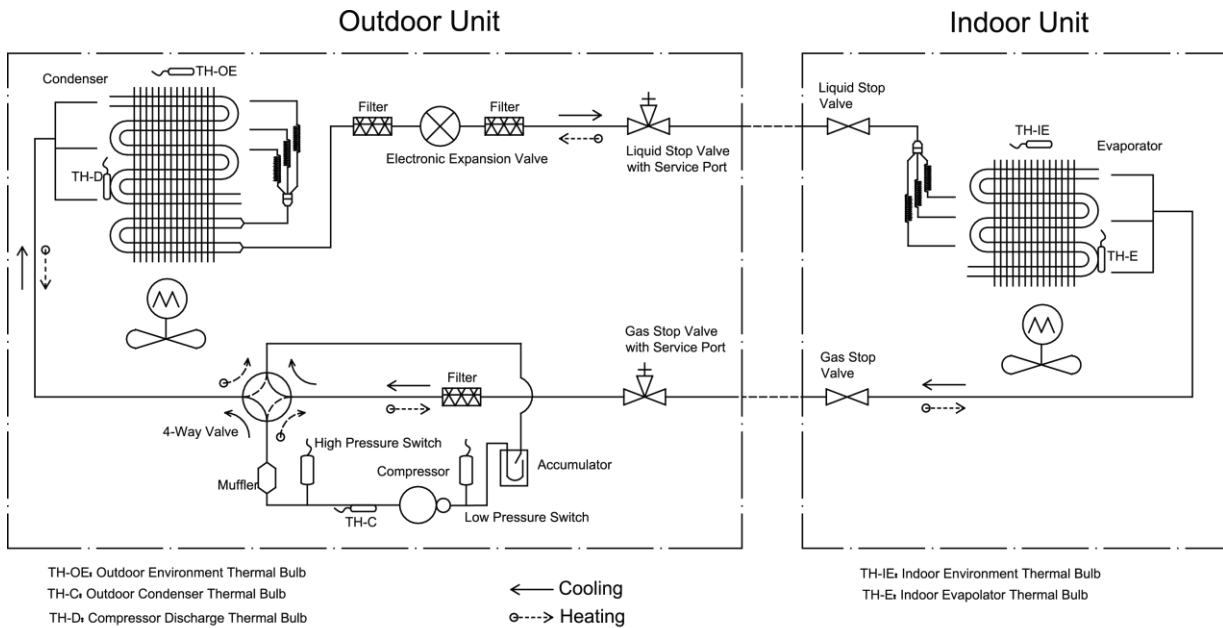 Outdoor Unit
Indoor Unit
Condenser
TH-OE
TH-D
Filter
Filter
Electronic Expansion Valve
Liquid Stop Valve
with Service Port
Liquid Stop
Valve
TH-IE
Evaporator
TH-E
Gas Stop Valve
with Service Port
Gas Stop
Valve
Filter
4-Way Valve
High Pressure Switch
Muffler
Compressor
Accumulator
TH-C
Low Pressure Switch
TH-OE: Outdoor Environment Thermal Bulb
TH-C: Outdoor Condenser Thermal Bulb
TH-D: Compressor Discharge Thermal Bulb
Cooling
Heating
TH-IE: Indoor Environment Thermal Bulb
TH-E: Indoor Evapolator Thermal Bulb